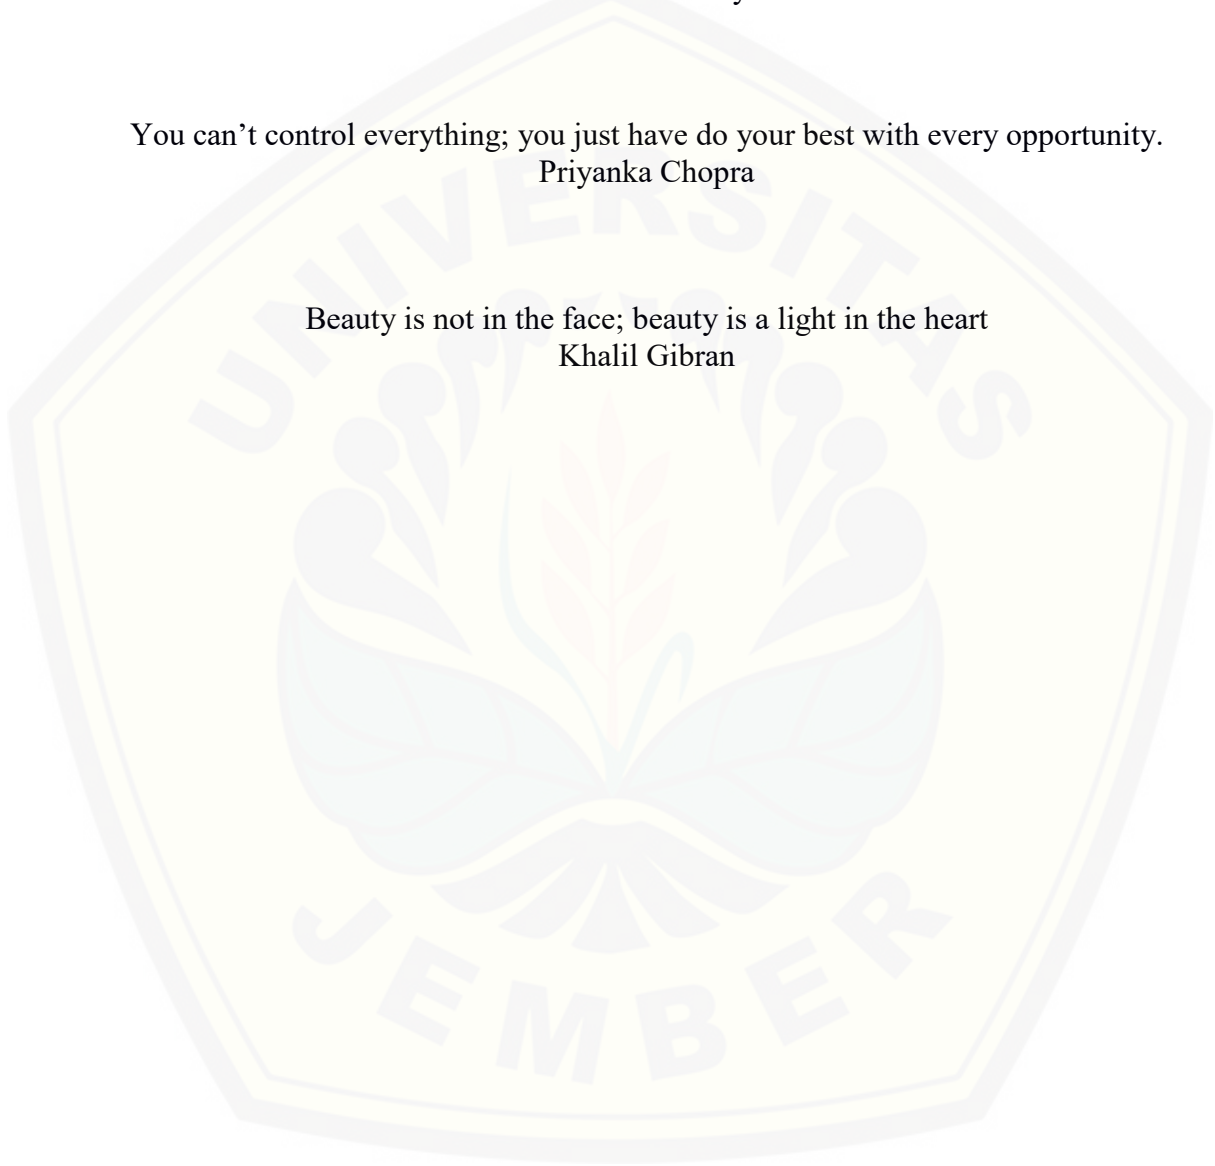 You can’t control everything; you just have do your best with every opportunity.
Priyanka Chopra
Beauty is not in the face; beauty is a light in the heart
Khalil Gibran
UNIVERSITAS
JEMBER